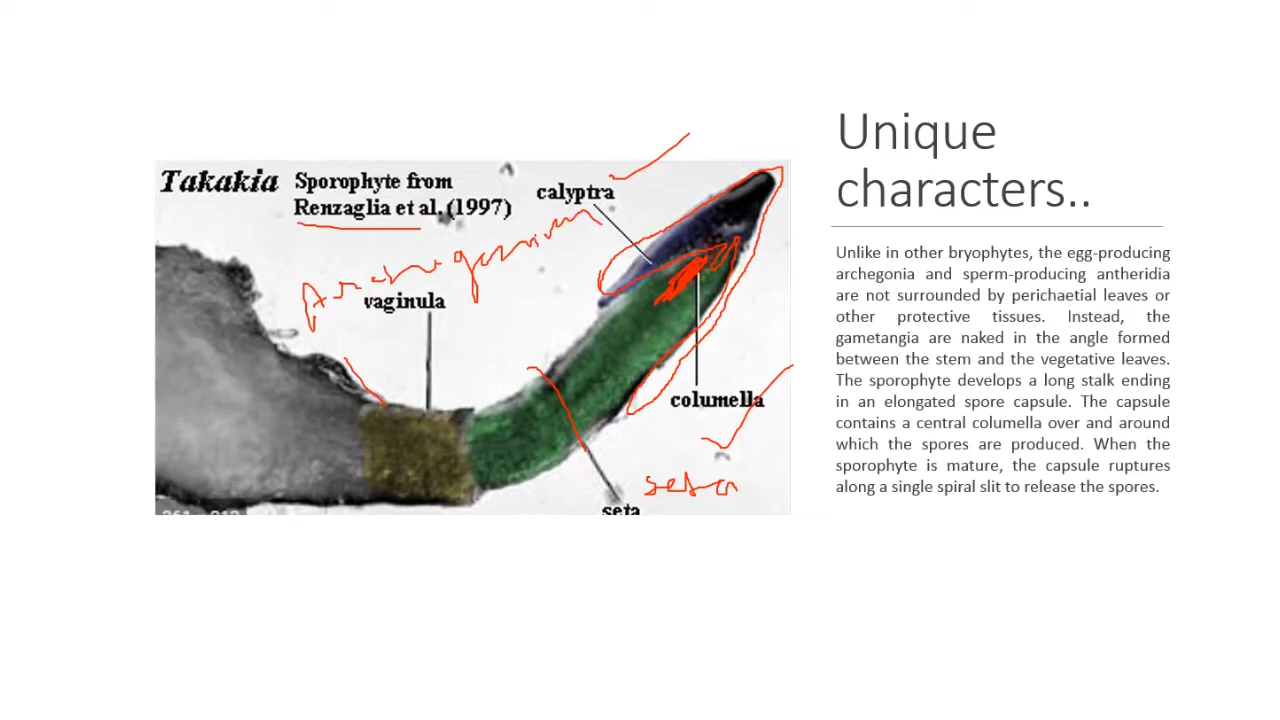 Unique
characters..
Takakia
Sporophyte from
Renzaglia et al. (1997)
calyptra
vaginula
columella
seta
seta
Unlike in other bryophytes, the egg-producing
archegonia and sperm-producing antheridia
are not surrounded by perichaetial leaves or
other protective tissues. Instead, the
gametangia are naked in the angle formed
between the stem and the vegetative leaves.
The sporophyte develops a long stalk ending
in an elongated spore capsule. The capsule
contains a central columella over and around
which the spores are produced. When the
sporophyte is mature, the capsule ruptures
along a single spiral slit to release the spores.